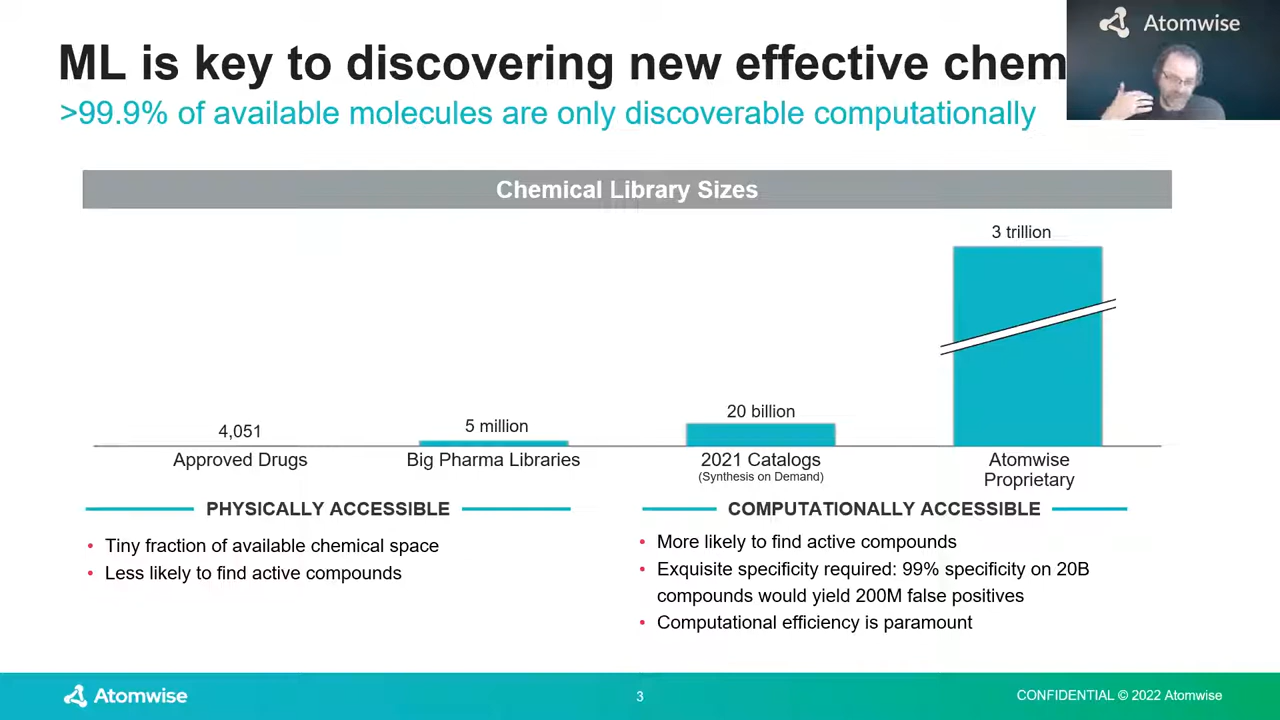 ML is key to discovering new effective chem
>99.9% of available molecules are only discoverable computationally
Atomwise
Chemical Library Sizes
3 trillion
20 billion
5 million
4,051
Approved Drugs
Big Pharma Libraries
2021 Catalogs
(Synthesis on Demand)
Atomwise
Proprietary
PHYSICALLY ACCESSIBLE
• Tiny fraction of available chemical space
• Less likely to find active compounds
COMPUTATIONALLY ACCESSIBLE
• More likely to find active compounds
• Exquisite specificity required: 99% specificity on 20B
compounds would yield 200M false positives
• Computational efficiency is paramount
Atomwise
3
CONFIDENTIAL © 2022 Atomwise